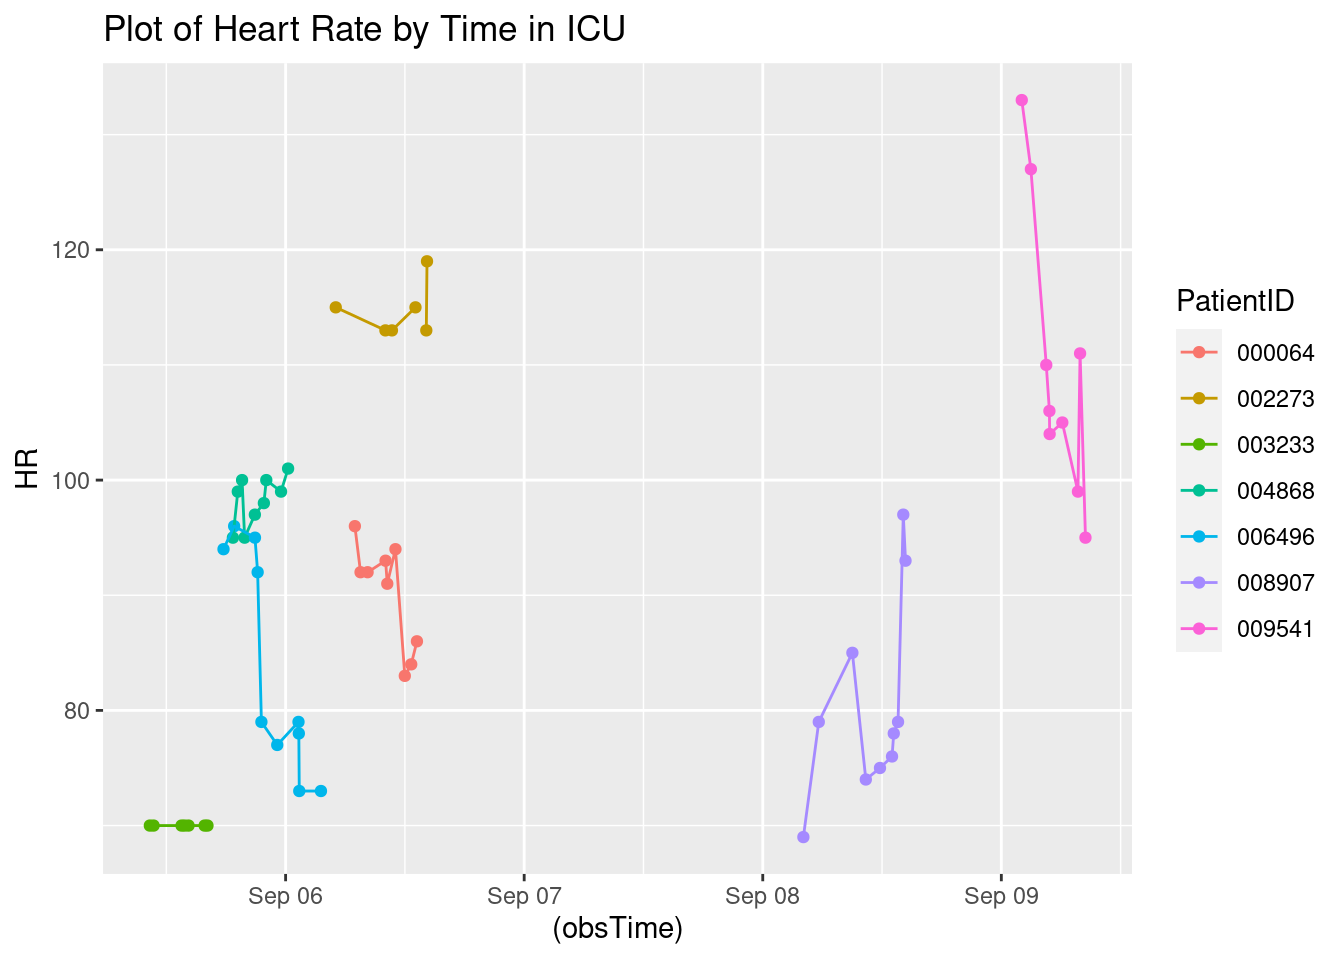 Plot of Heart Rate by Time in ICU
120
100
80
HR
Sep 06
Sep 07
Sep 08
Sep 09
(obsTime)
PatientID
000064
002273
003233
004868
006496
008907
009541